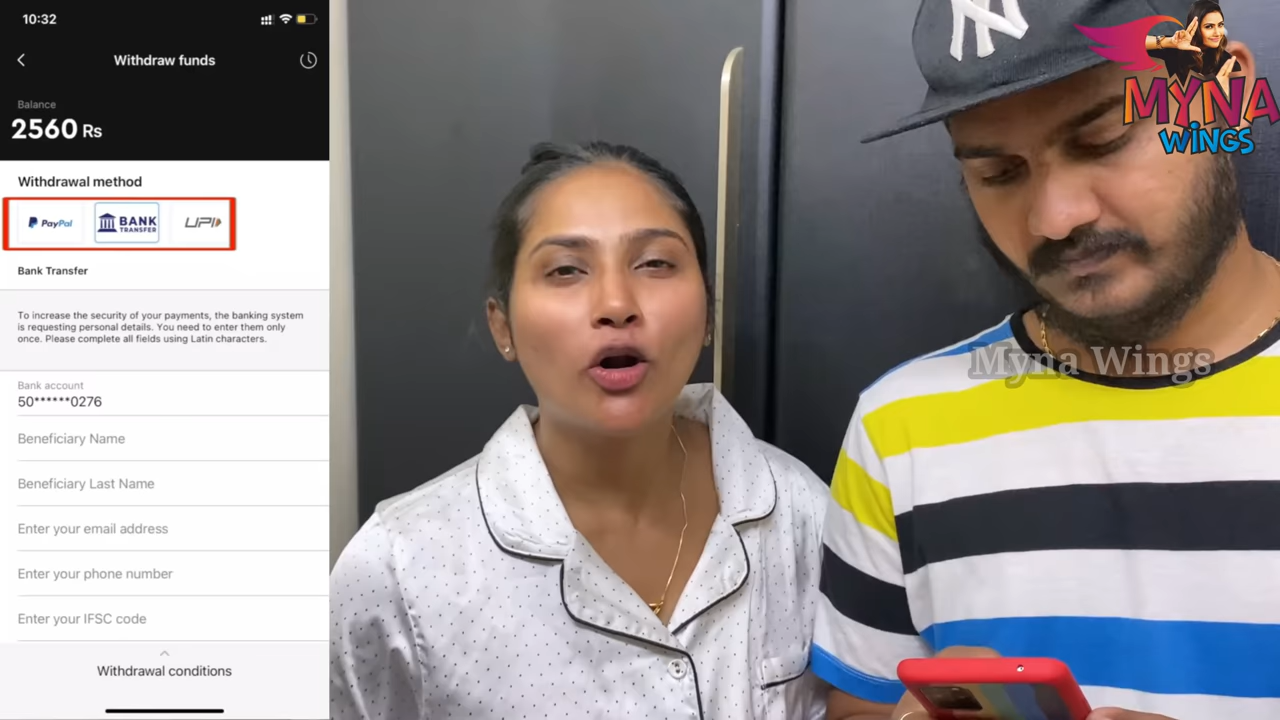 10:32
Withdraw funds
Balance
2560 Rs
Withdrawal method
PayPal
BANK
TRANSFER
UPI
Bank Transfer
To increase the security of your payments, the banking system
is requesting personal details. You need to enter them only
once. Please complete all fields using Latin characters.
Bank account
50******0276
Beneficiary Name
Beneficiary Last Name
Enter your email address
Enter your phone number
Enter your IFSC code
Withdrawal conditions
NY
MYNA
WiNGS
Myna Wings